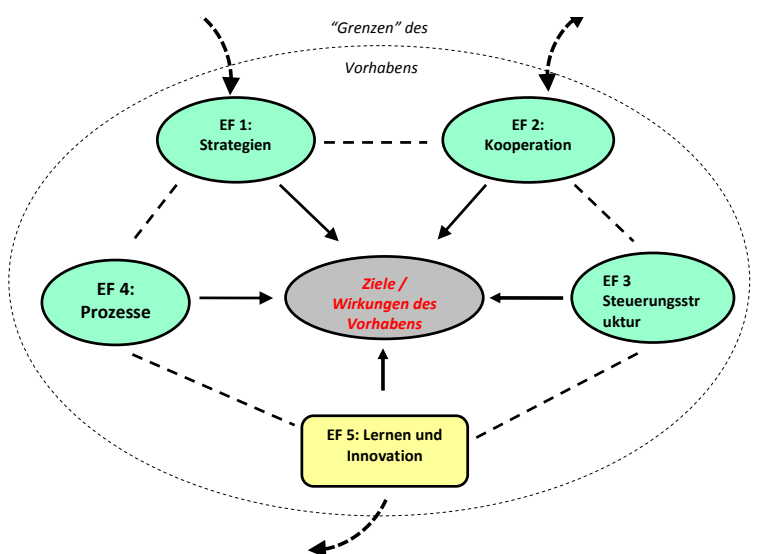 “Grenzen” des
Vorhabens
EF 1:
Strategien
EF 2:
Kooperation
EF 4:
Prozesse
Ziele /
Wirkungen des
Vorhabens
EF 3
Steuerungsstr
uktur
EF 5: Lernen und
Innovation